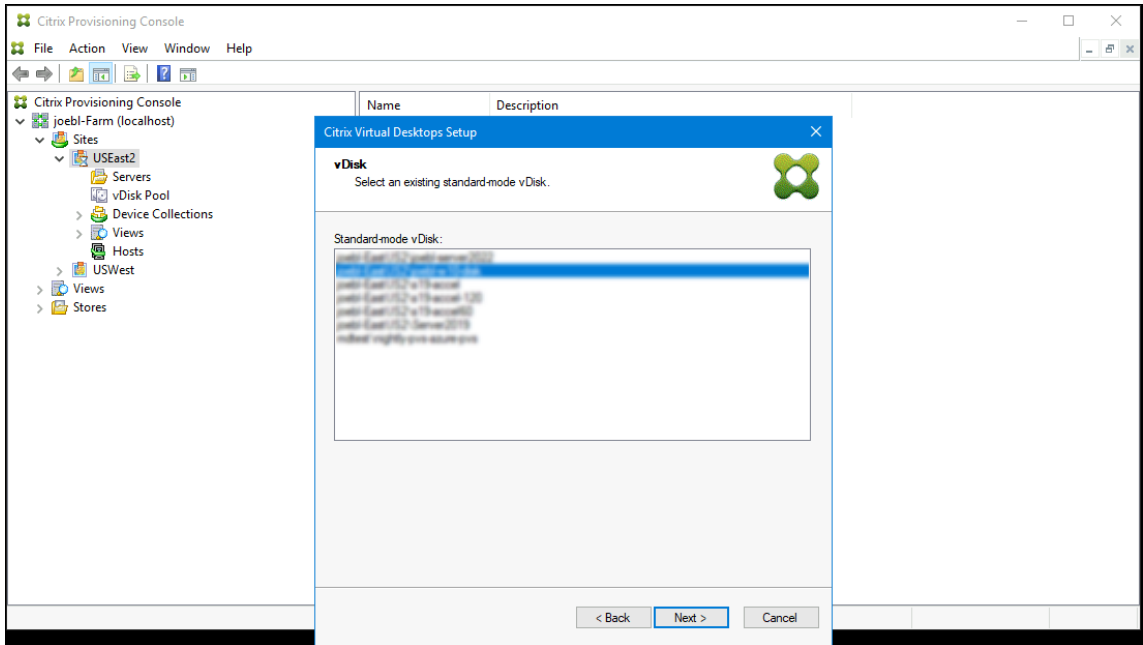 Citrix Provisioning Console
File Action View Window Help
Citrix Provisioning Console
joebl-Farm (localhost)
Sites
USEast2
Servers
vDisk Pool
Device Collections
Views
Hosts
USWest
Views
Stores
Name Description
Citrix Virtual Desktops Setup
vDisk
Select an existing standard-mode vDisk.
Standard-mode vDisk:
< Back Next > Cancel